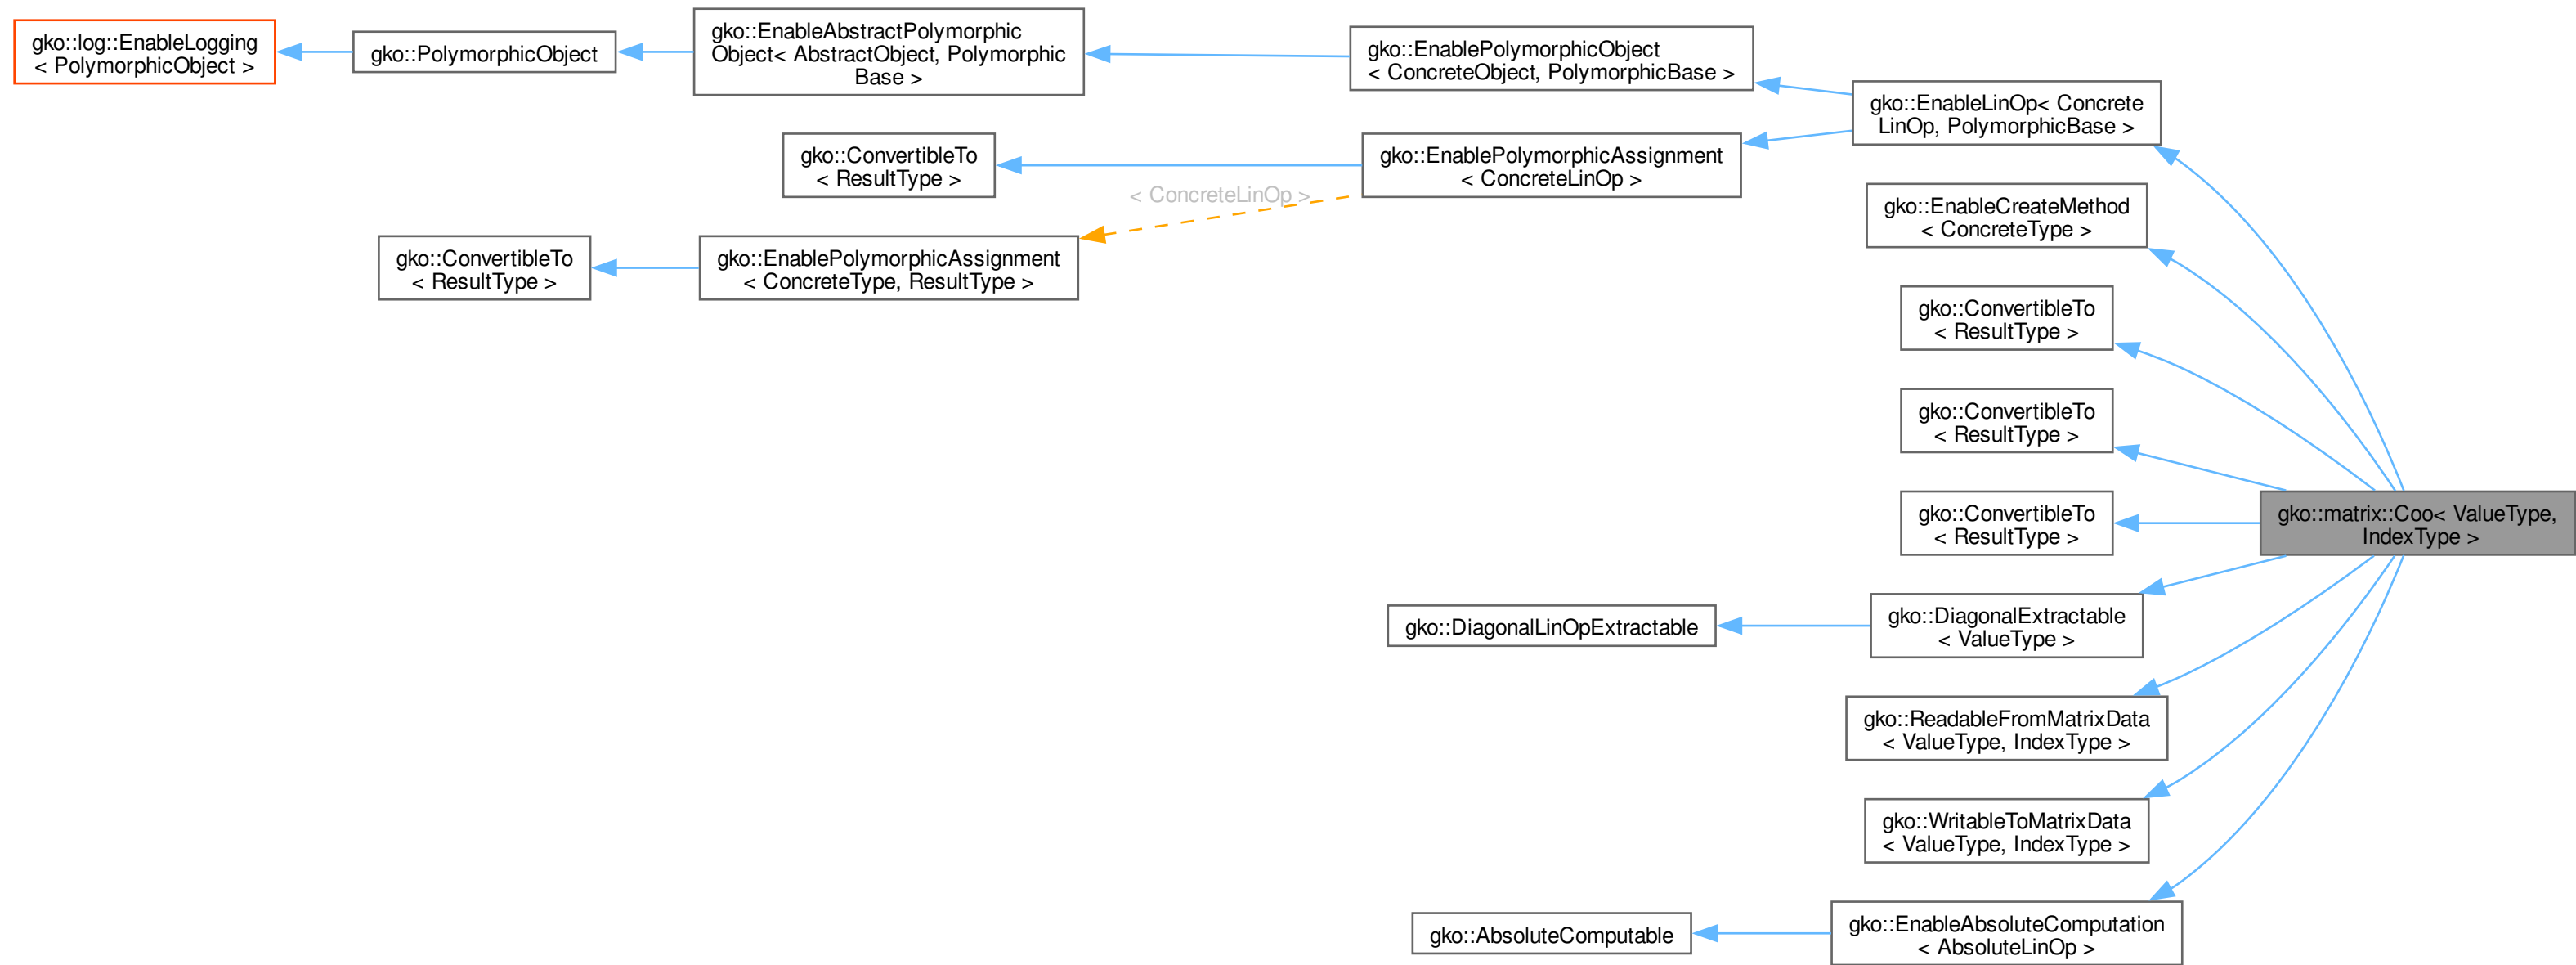 gko::log::EnableLogging
< PolymorphicObject >
gko::PolymorphicObject
gko::EnableAbstractPolymorphic
Object< AbstractObject, Polymorphic
Base >
gko::EnablePolymorphicObject
< ConcreteObject, PolymorphicBase >
gko::EnableLinOp< Concrete
LinOp, PolymorphicBase >
gko::ConvertibleTo
< ResultType >
gko::EnablePolymorphicAssignment
< ConcreteLinOp >
< ConcreteLinOp >
gko::EnableCreateMethod
< ConcreteType >
gko::ConvertibleTo
< ResultType >
gko::EnablePolymorphicAssignment
< ConcreteType, ResultType >
gko::ConvertibleTo
< ResultType >
gko::ConvertibleTo
< ResultType >
gko::ConvertibleTo
< ResultType >
gko::matrix::Coo< ValueType,
IndexType >
gko::DiagonalLinOpExtractable
gko::DiagonalExtractable
< ValueType >
gko::ReadableFromMatrixData
< ValueType, IndexType >
gko::WritableToMatrixData
< ValueType, IndexType >
gko::AbsoluteComputable
gko::EnableAbsoluteComputation
< AbsoluteLinOp >